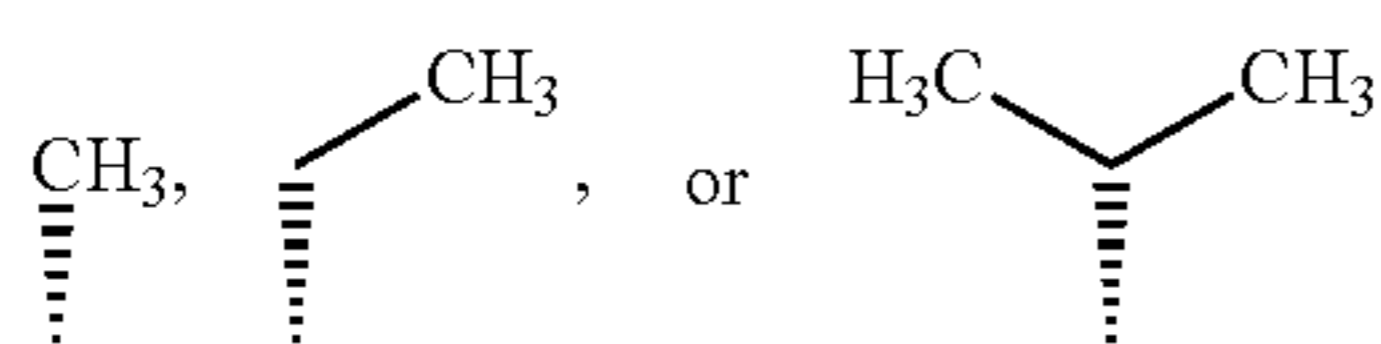 CH3
H3C
CH3
CH3,
, or